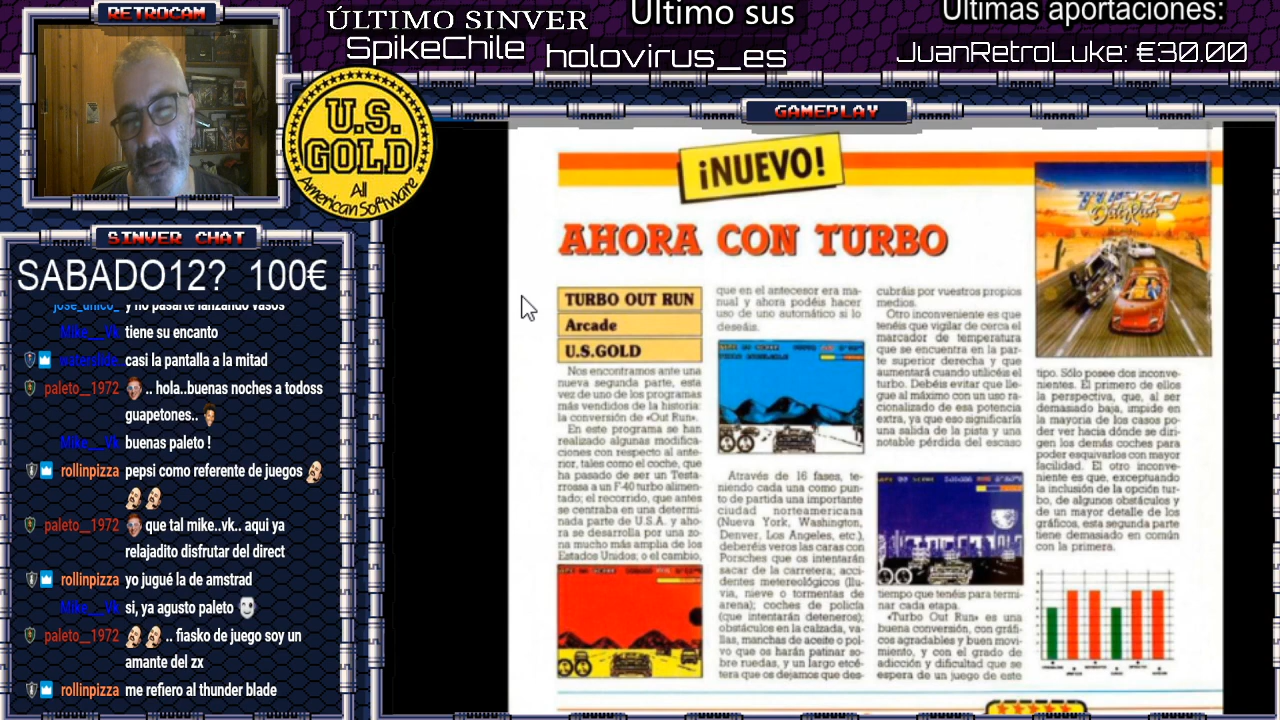 RETROCAM
ÚLTIMO SINVER
SpikeChile
Último sus
holovirus_es
Últimas aportaciones:
JuanRetroLuke: €30.00
U.S.
GOLD
All
American Software
GAMEPLAY
SINVER CHAT
SABADO12? 100€
jose_unico_ y no pasarte lanzando vasos
Mike__Vk tiene su encanto
waterslide casi la pantalla a la mitad
paleto_1972 .. hola..buenas noches a todoss
guapetones..
Mike__Vk buenas paleto !
rollinpizza pepsi como referente de juegos
paleto_1972 que tal mike..vk.. aqui ya
relajadito disfrutar del direct
rollinpizza yo jugué la de amstrad
Mike__Vk si, ya agusto paleto
paleto_1972 .. fiasko de juego soy un
amante del zx
rollinpizza me refiero al thunder blade
¡NUEVO!
AHORA CON TURBO
TURBO OUT RUN
Arcade
U.S.GOLD
Nos encontramos ante una
nueva segunda parte, esta
vez de uno de los programas
más vendidos de la historia:
la conversión de «Out Run».
En este programa se han
realizado algunas modifica-
ciones con respecto al ante-
rior, tales como el coche, que
ha pasado de ser un Testa-
rrossa a un F-40 turbo alimen-
tado; el recorrido, que antes
se centraba en una determi-
nada parte de U.S.A. y aho-
ra se desarrolla por una zo-
na mucho más amplia de los
Estados Unidos; o el cambio,
que en el antecesor era ma-
nual y ahora podéis hacer
uso de uno automático si lo
deseáis.
Através de 16 fases, te-
niendo cada una como pun-
to de partida una importante
ciudad norteamericana
(Nueva York, Washington,
Denver, Los Angeles, etc.),
deberéis veros las caras con
Porsches que os intentarán
sacar de la carretera; acci-
dentes metereológicos (llu-
via, nieve o tormentas de
arena); coches de policía
(que intentarán deteneros);
obstáculos en la calzada, va-
llas, manchas de aceite o pol-
vo que os harán patinar so-
bre ruedas, y un largo etcé-
tera que os dejamos que des-
cubráis por vuestros propios
medios.
Otro inconveniente es que
tenéis que vigilar de cerca el
marcador de temperatura
que se encuentra en la par-
te superior derecha y que
aumentará cuando utilicéis el
turbo. Debéis evitar que lle-
gue al máximo con un uso ra-
cionalizado de esa potencia
extra, ya que eso significaría
una salida de la pista y una
notable pérdida del escaso
tiempo que tenéis para termi-
nar cada etapa.
«Turbo Out Run» es una
buena conversión, con gráfi-
cos agradables y buen movi-
miento, y con el grado de
adicción y dificultad que se
espera de un juego de este
TURBO
OutRun
tipo. Sólo posee dos inconve-
nientes. El primero de ellos
la perspectiva, que, al ser
demasiado baja, impide en
la mayoría de los casos po-
der ver hacia dónde se diri-
gen los demás coches para
poder esquivarlos con mayor
facilidad. El otro inconve-
niente es que, exceptuando
la inclusión de la opción tur-
bo, de algunos obstáculos y
de un mayor detalle de los
gráficos, esta segunda parte
tiene demasiado en común
con la primera.